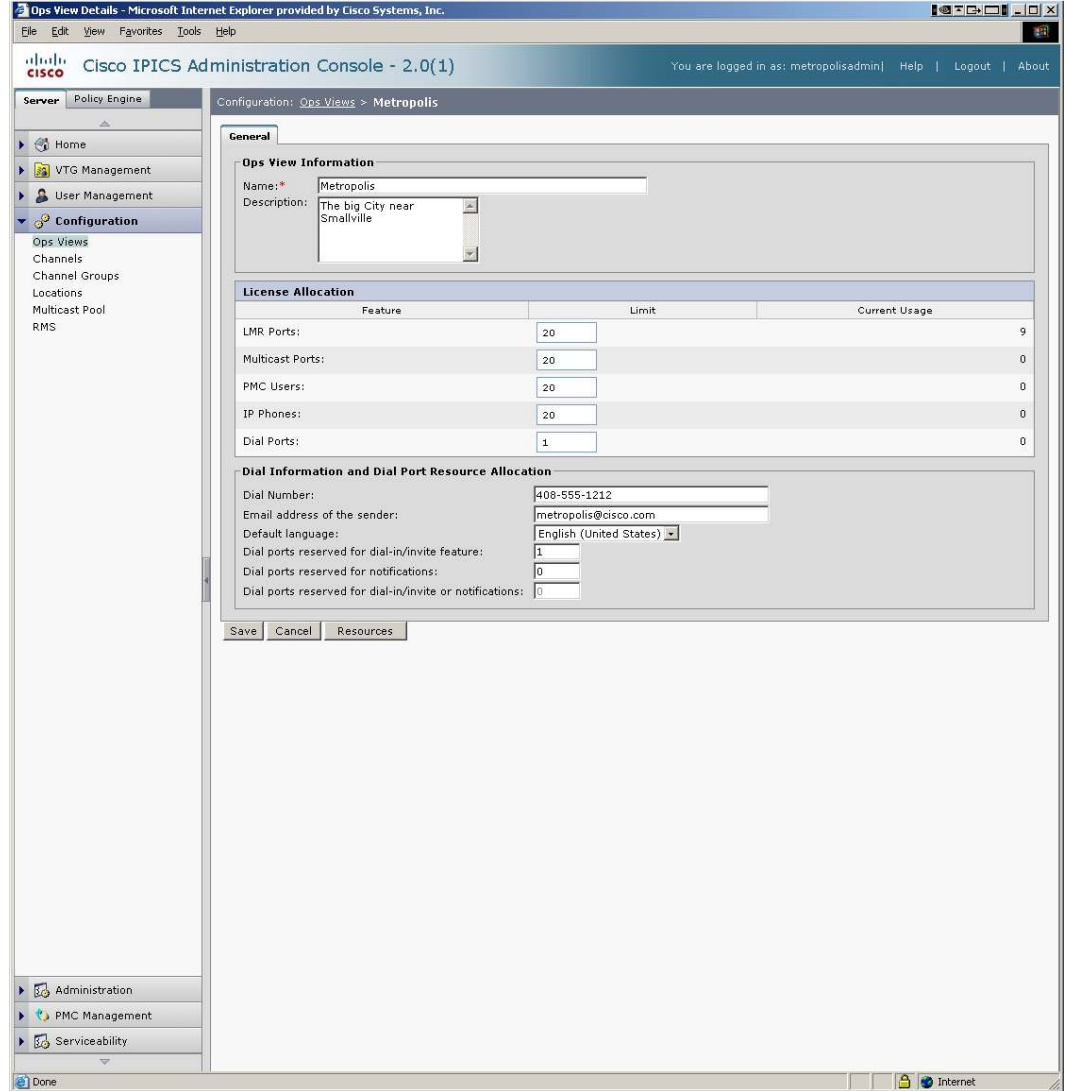 Ops View Details - Microsoft Internet Explorer provided by Cisco Systems, Inc.
File Edit View Favorites Tools Help
CISCO Cisco IPICS Administration Console - 2.0(1) You are logged in as: metropolisadmin| Help | Logout | About
Server Policy Engine
Configuration: Ops Views > Metropolis
Home
VTG Management
User Management
Configuration
Ops Views
Channels
Channel Groups
Locations
Multicast Pool
RMS
Administration
PMC Management
Serviceability
General
Ops View Information
Name:* Metropolis
Description: The big City near
Smallville
License Allocation
Feature Limit Current Usage
LMR Ports: 20 9
Multicast Ports: 20 0
PMC Users: 20 0
IP Phones: 20 0
Dial Ports: 1 0
Dial Information and Dial Port Resource Allocation
Dial Number: 408-555-1212
Email address of the sender: metropolis@cisco.com
Default language: English (United States)
Dial ports reserved for dial-in/invite feature: 1
Dial ports reserved for notifications: 0
Dial ports reserved for dial-in/invite or notifications: 0
Save Cancel Resources
Done Internet